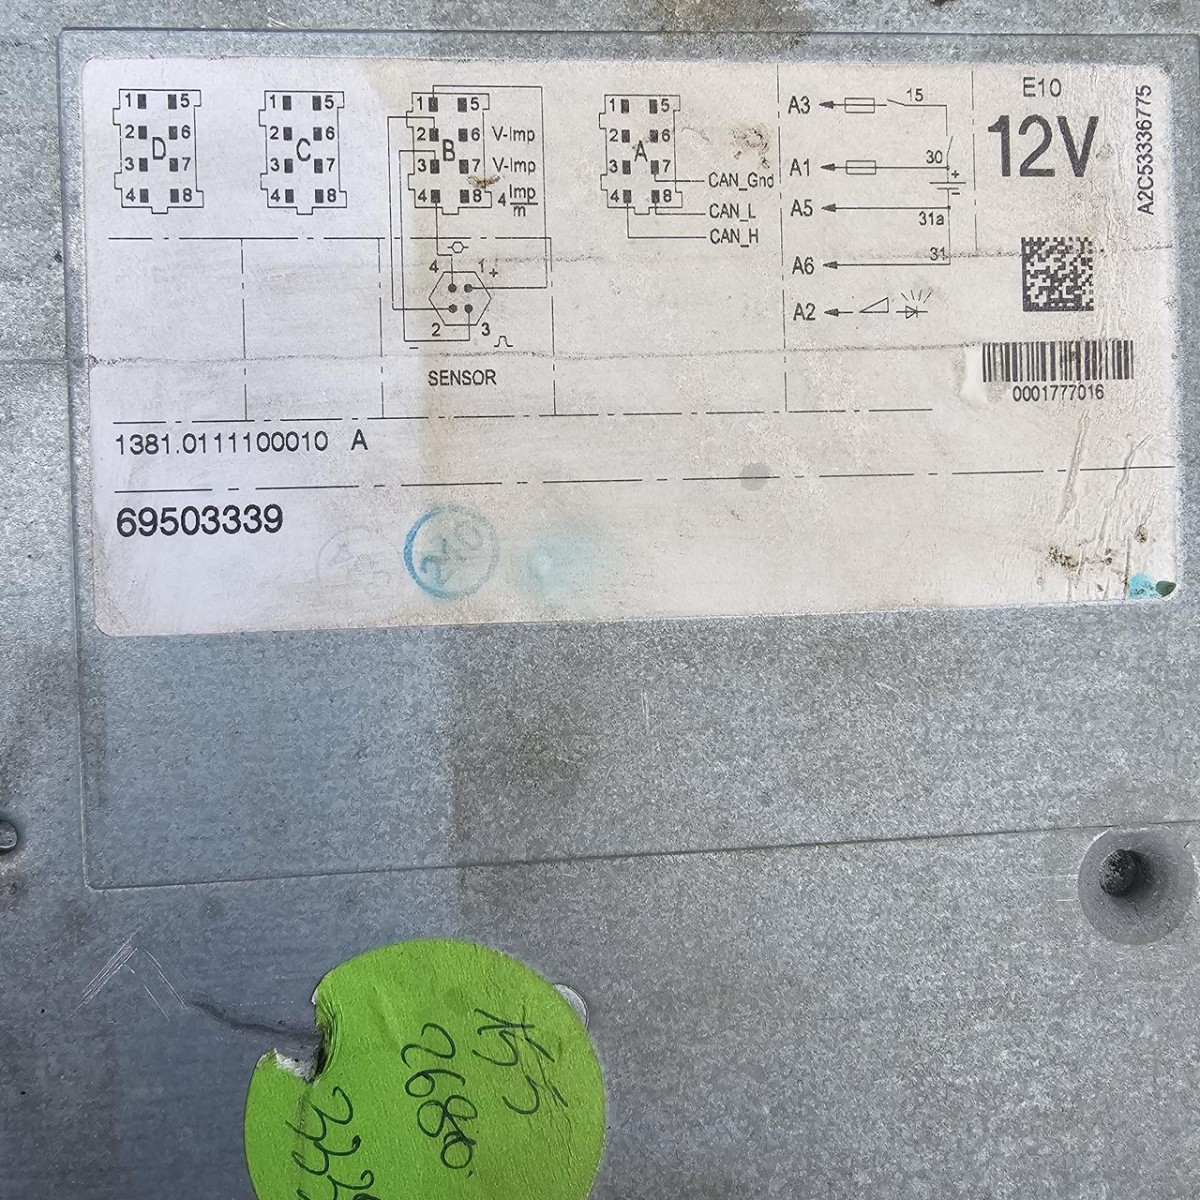 1 5
2 6
3 7
4 8
D
1 5
2 6
3 7
4 8
C
1 5
2 6 V-Imp
3 7 V-Imp
4 8 4 Imp/m
B
1 5
2 6
3 7
4 8
A
CAN_Gnd
CAN_L
CAN_H
4 1 +
2 3
−
SENSOR
A3 15
A1 30
+
−
A5 31a
A6 31
A2
E10
12V
A2C53336775
0001777016
1381.0111100010 A
69503339
210
2680